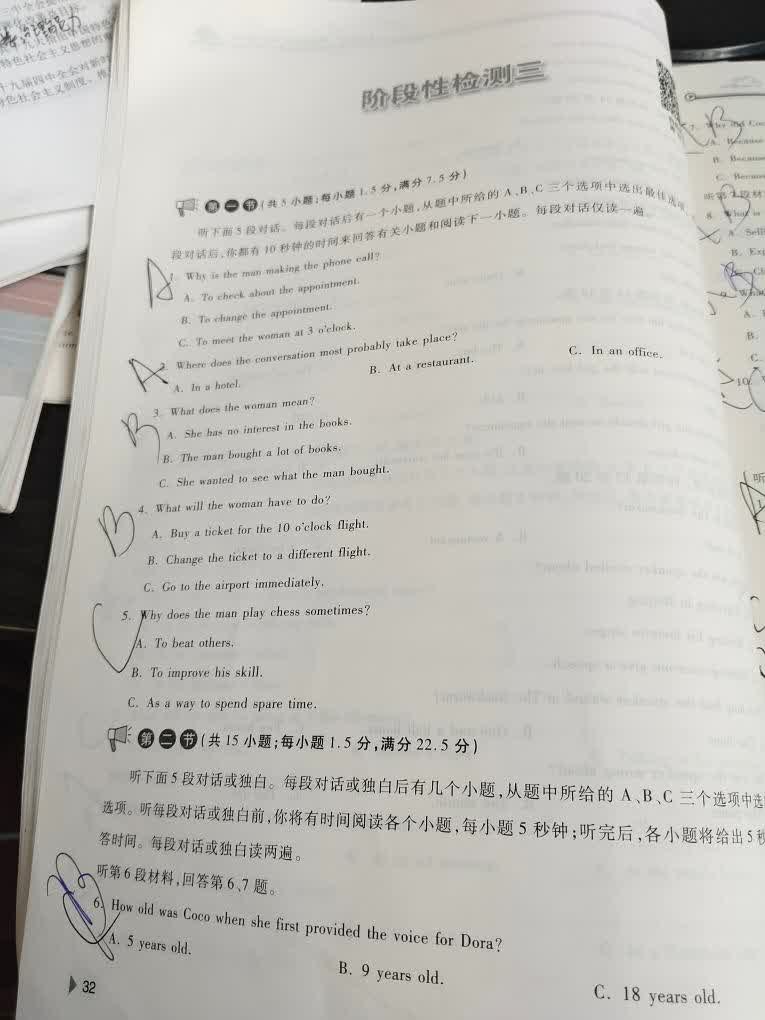 阶段性检测三
第一节(共5小题;每小题1.5分,满分7.5分)
听下面5段对话。每段对话后有一个小题,从题中所给的A、B、C三个选项中选出最佳选项
段对话后,你都有10秒钟的时间来回答有关小题和阅读下一小题。每段对话仅读一遍。
A
1. Why is the man making the phone call?
A. To check about the appointment.
B. To change the appointment.
C. To meet the woman at 3 o'clock.
A
2. Where does the conversation most probably take place?
A. In a hotel. B. At a restaurant. C. In an office.
B
3. What does the woman mean?
A. She has no interest in the books.
B. The man bought a lot of books.
C. She wanted to see what the man bought.
B
4. What will the woman have to do?
A. Buy a ticket for the 10 o'clock flight.
B. Change the ticket to a different flight.
C. Go to the airport immediately.
C
5. Why does the man play chess sometimes?
A. To beat others.
B. To improve his skill.
C. As a way to spend spare time.
第二节(共15小题;每小题1.5分,满分22.5分)
听下面5段对话或独白。每段对话或独白后有几个小题,从题中所给的A、B、C三个选项中选
选项。听每段对话或独白前,你将有时间阅读各个小题,每小题5秒钟;听完后,各小题将给出5秒
答时间。每段对话或独白读两遍。
听第6段材料,回答第6、7题。
B
6. How old was Coco when she first provided the voice for Dora?
A. 5 years old. B. 9 years old. C. 18 years old.
32